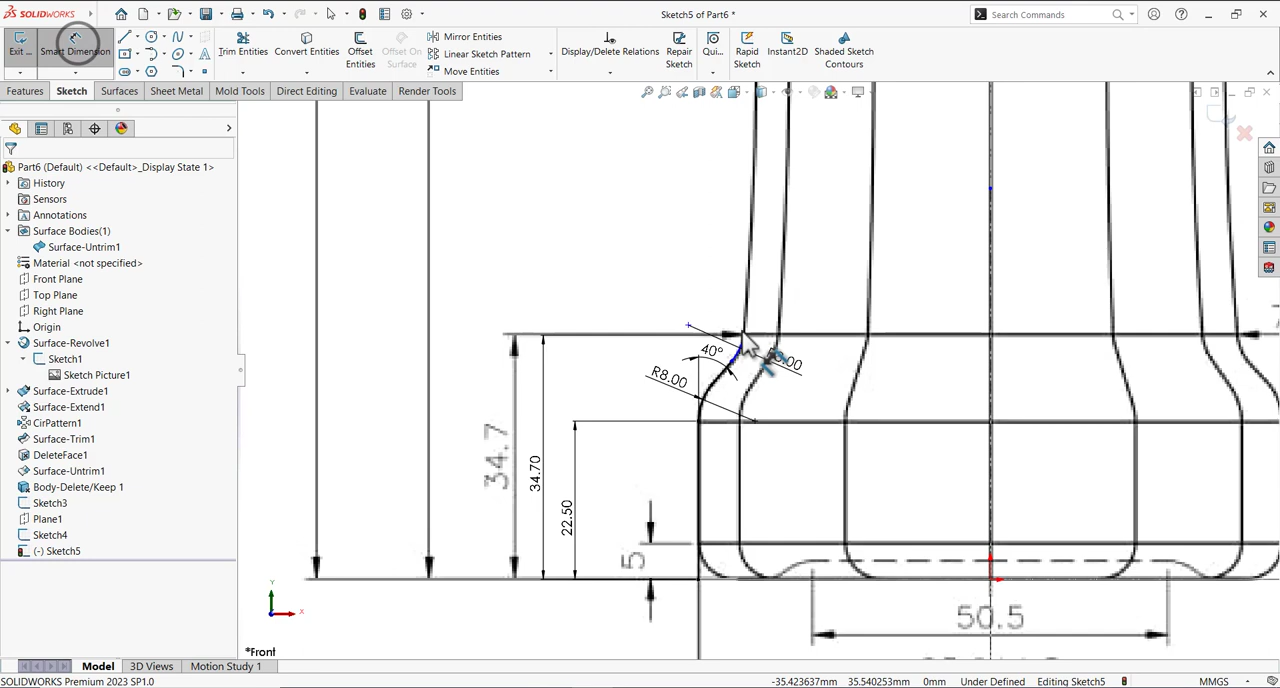 SOLIDWORKS
Sketch5 of Part6 *
Search Commands
Exit ...
Smart Dimension
Trim Entities
Convert Entities
Offset Entities
Offset On Surface
Mirror Entities
Linear Sketch Pattern
Move Entities
Display/Delete Relations
Repair Sketch
Qui...
Rapid Sketch
Instant2D
Shaded Sketch Contours
Features
Sketch
Surfaces
Sheet Metal
Mold Tools
Direct Editing
Evaluate
Render Tools
Part6 (Default) <<Default>_Display State 1>
History
Sensors
Annotations
Surface Bodies(1)
Surface-Untrim1
Material <not specified>
Front Plane
Top Plane
Right Plane
Origin
Surface-Revolve1
Sketch1
Sketch Picture1
Surface-Extrude1
Surface-Extend1
CirPattern1
Surface-Trim1
DeleteFace1
Surface-Untrim1
Body-Delete/Keep 1
Sketch3
Plane1
Sketch4
(-) Sketch5
40°
R8.00
34.7
34.70
22.50
5
50.5
Y
X
*Front
Model
3D Views
Motion Study 1
SOLIDWORKS Premium 2023 SP1.0
-35.423637mm
35.540253mm
0mm
Under Defined
Editing Sketch5
MMGS